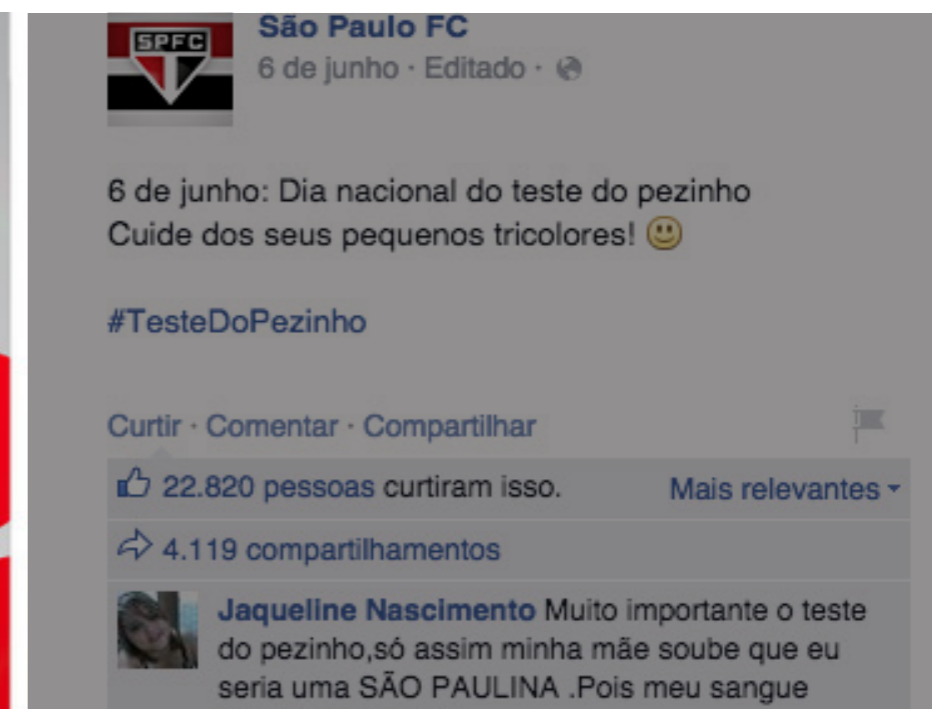 SPFC
São Paulo FC
6 de junho · Editado ·
6 de junho: Dia nacional do teste do pezinho
Cuide dos seus pequenos tricolores!
#TesteDoPezinho
Curtir · Comentar · Compartilhar
22.820 pessoas curtiram isso.
Mais relevantes
4.119 compartilhamentos
Jaqueline Nascimento Muito importante o teste
do pezinho,só assim minha mãe soube que eu
seria uma SÃO PAULINA .Pois meu sangue